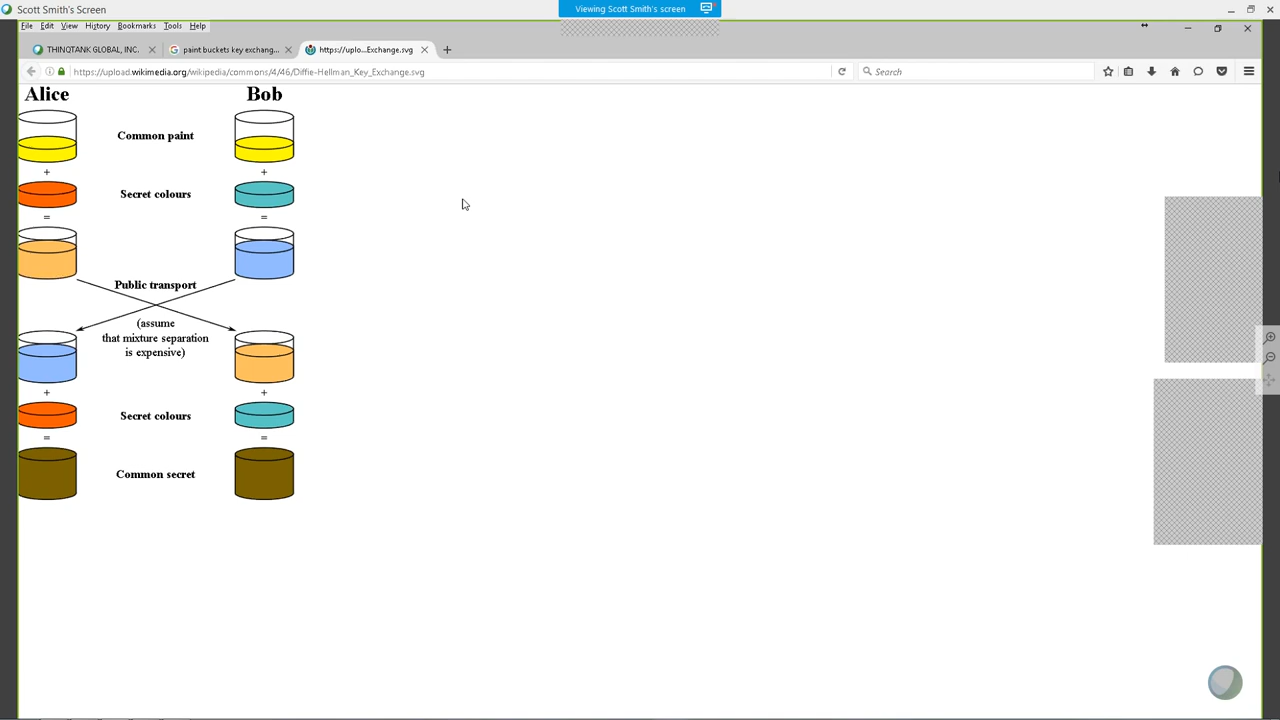 Scott Smith's Screen
Viewing Scott Smith's screen
File Edit View History Bookmarks Tools Help
THINQTANK GLOBAL, INC.
paint buckets key exchang...
https://uplo...Exchange.svg
https://upload.wikimedia.org/wikipedia/commons/4/46/Diffie-Hellman_Key_Exchange.svg
Search
Alice Bob
Common paint
+ +
Secret colours
= =
Public transport
(assume
that mixture separation
is expensive)
+ +
Secret colours
= =
Common secret